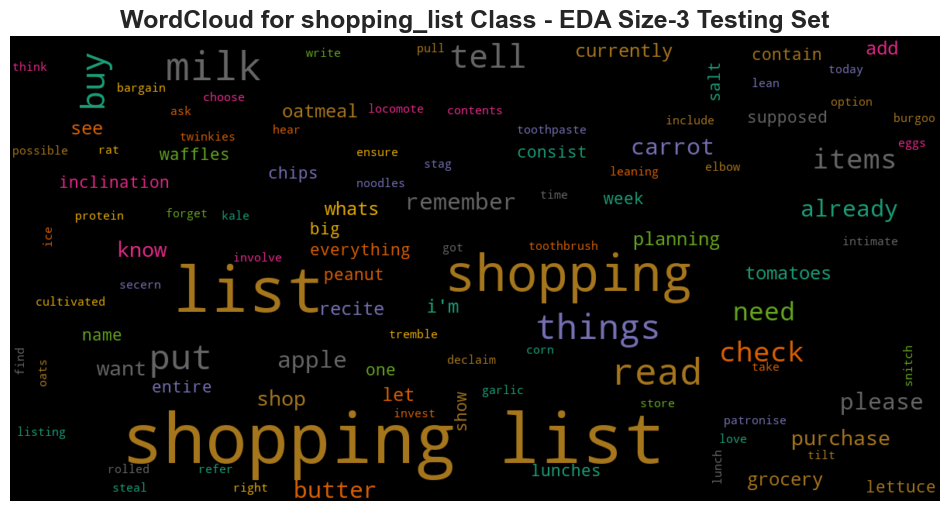 WordCloud for shopping_list Class - EDA Size-3 Testing Set
think
buy
bargain
milk
choose
write
pull
tell
currently
salt
contain
lean
today
add
see
ask
twinkies
oatmeal
hear
locomote
contents
toothpaste
include
supposed
option
burgoo
possible
rat
waffles
chips
ensure
noodles
stag
consist
leaning
carrot
elbow
items
eggs
inclination
protein
forget
kale
whats
remember
time
week
already
ice
know
involve
big
everything
got
toothbrush
planning
intimate
cultivated
secern
list
peanut
recite
i'm
shopping
things
tomatoes
need
name
tremble
find
oats
want
put
apple
one
declaim
corn
read
check
take
snitch
entire
shop
let
invest
show
garlic
store
patronise
please
listing
shopping list
love
purchase
tilt
rolled
refer
steal
right
butter
lunches
lunch
grocery
lettuce